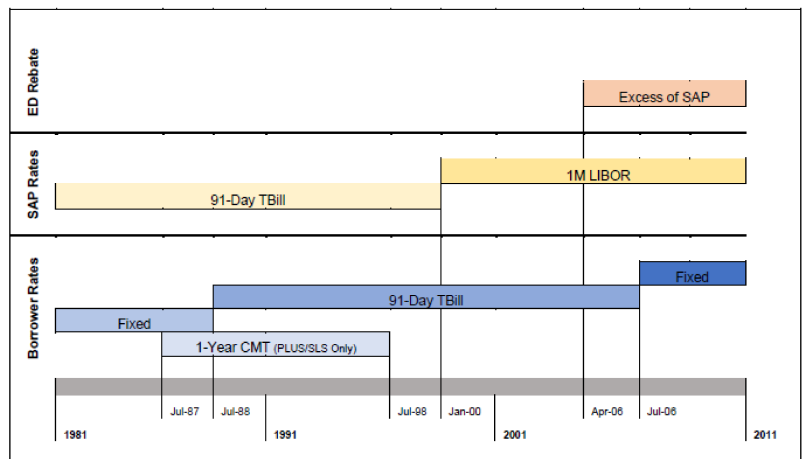 ED Rebate
Excess of SAP
SAP Rates
1M LIBOR
91-Day TBill
Borrower Rates
Fixed
91-Day TBill
Fixed
1-Year CMT (PLUS/SLS Only)
Jul-87 Jul-88 Jul-98 Jan-00 Apr-06 Jul-06
1981 1991 2001 2011